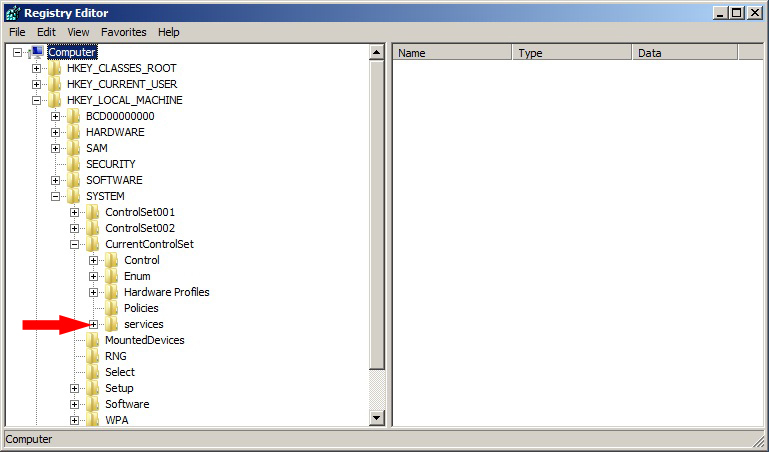 Registry Editor
File Edit View Favorites Help
Computer
HKEY_CLASSES_ROOT
HKEY_CURRENT_USER
HKEY_LOCAL_MACHINE
BCD00000000
HARDWARE
SAM
SECURITY
SOFTWARE
SYSTEM
ControlSet001
ControlSet002
CurrentControlSet
Control
Enum
Hardware Profiles
Policies
services
MountedDevices
RNG
Select
Setup
Software
WPA
Name Type Data
Computer